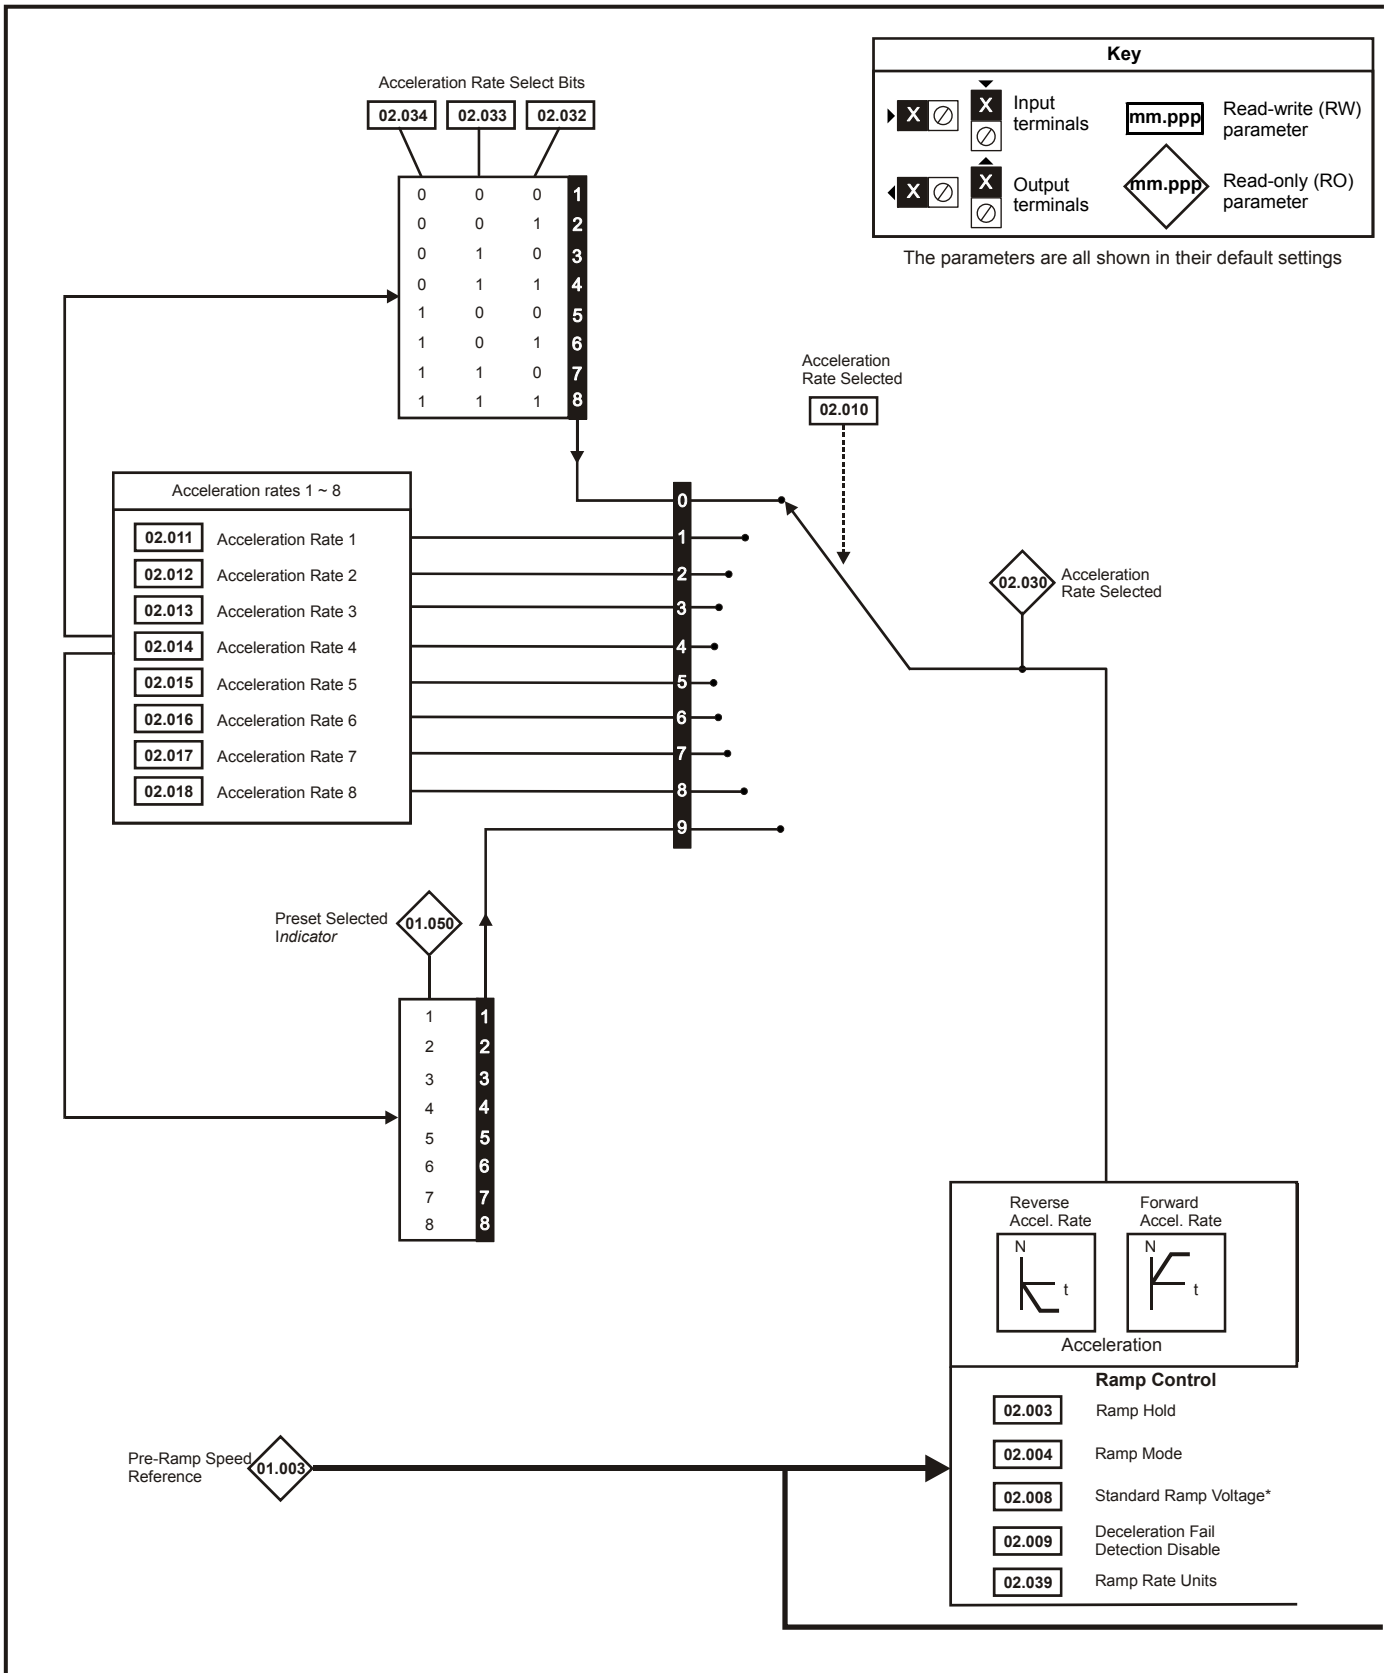 Key
X
X
Input
terminals
mm.ppp
Read-write (RW)
parameter
X
X
Output
terminals
mm.ppp
Read-only (RO)
parameter
The parameters are all shown in their default settings
Acceleration Rate Select Bits
02.034 02.033 02.032
0 0 0 1
0 0 1 2
0 1 0 3
0 1 1 4
1 0 0 5
1 0 1 6
1 1 0 7
1 1 1 8
Acceleration
Rate Selected
02.010
Acceleration rates 1 ~ 8
02.011 Acceleration Rate 1
02.012 Acceleration Rate 2
02.013 Acceleration Rate 3
02.014 Acceleration Rate 4
02.015 Acceleration Rate 5
02.016 Acceleration Rate 6
02.017 Acceleration Rate 7
02.018 Acceleration Rate 8
0
1
2
3
4
5
6
7
8
9
02.030
Acceleration
Rate Selected
Preset Selected
Indicator
01.050
1 1
2 2
3 3
4 4
5 5
6 6
7 7
8 8
Reverse
Accel. Rate
N
t
Forward
Accel. Rate
N
t
Acceleration
Ramp Control
02.003 Ramp Hold
02.004 Ramp Mode
02.008 Standard Ramp Voltage*
02.009 Deceleration Fail
Detection Disable
02.039 Ramp Rate Units
Pre-Ramp Speed
Reference
01.003